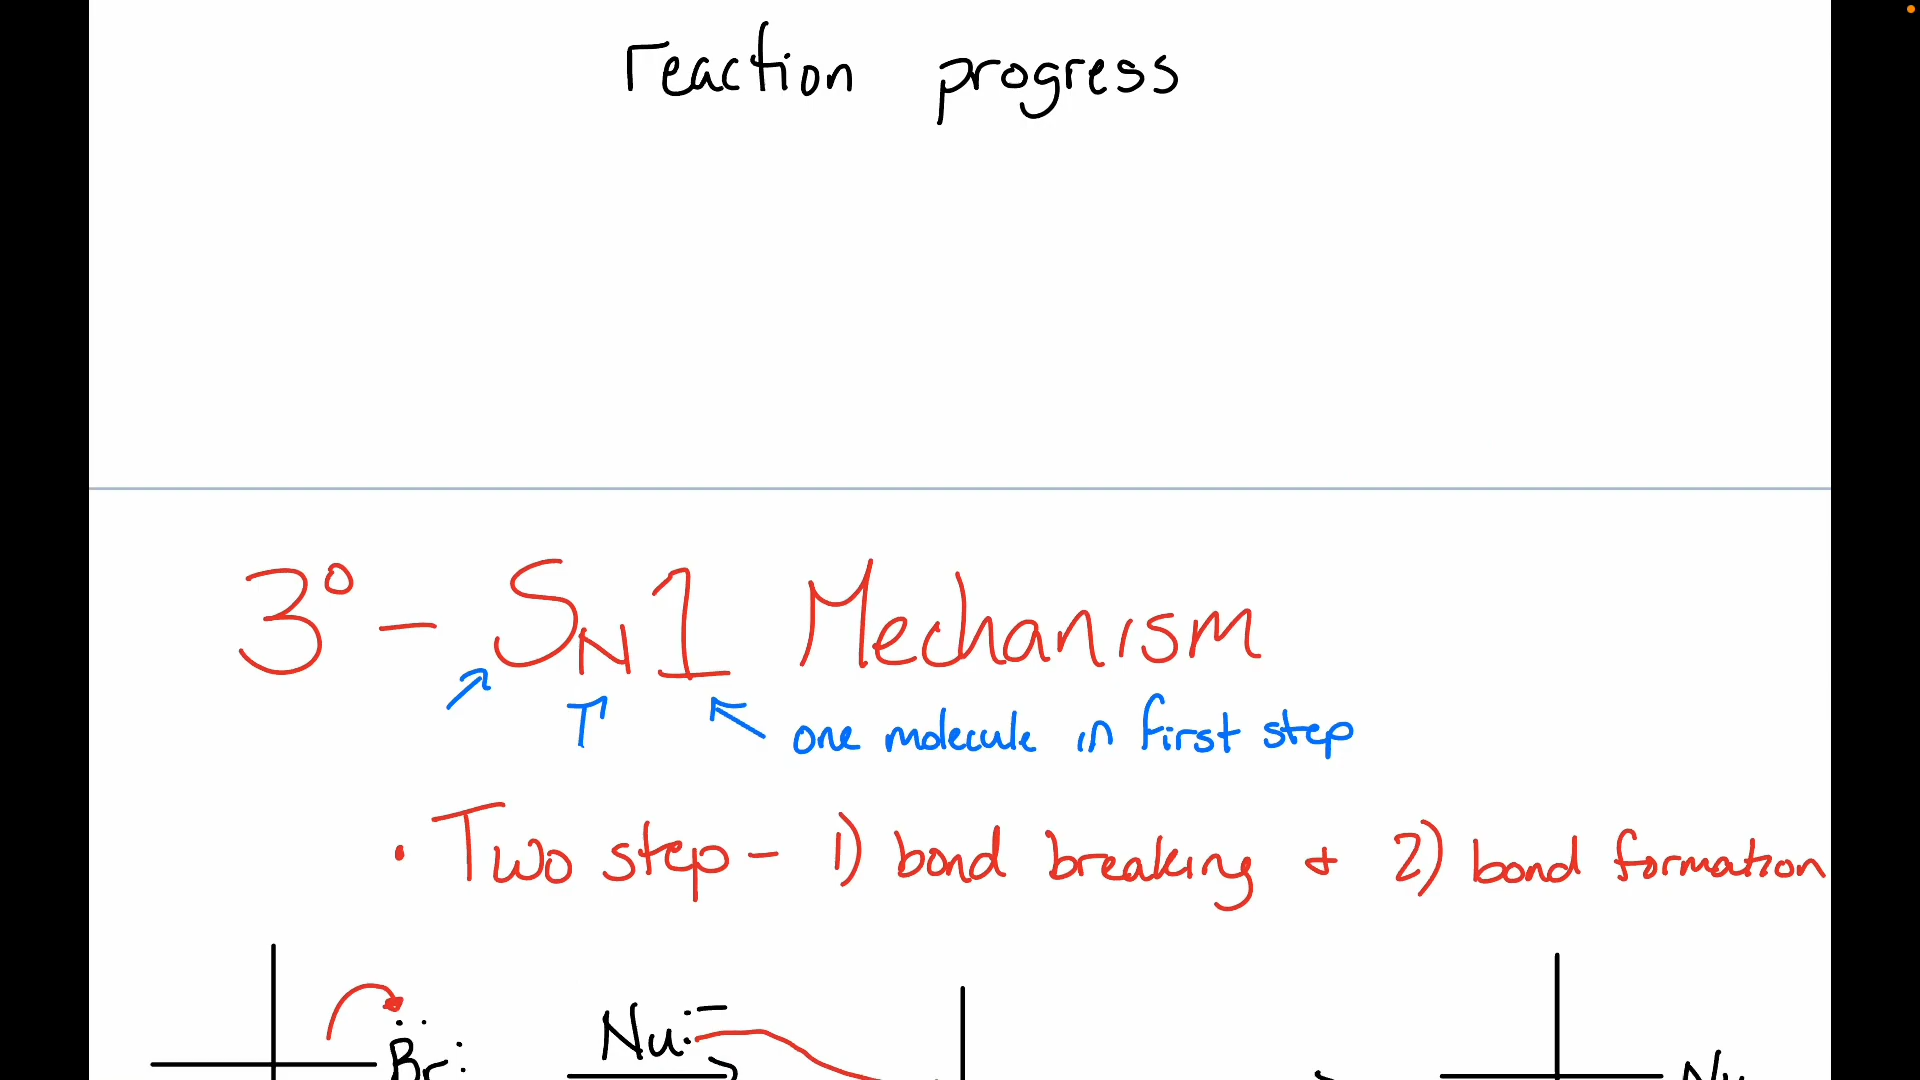 reaction progress
3° - SN1 Mechanism
one molecule in first step
• Two step - 1) bond breaking + 2) bond formation
Br:
Nu:⁻
Nu